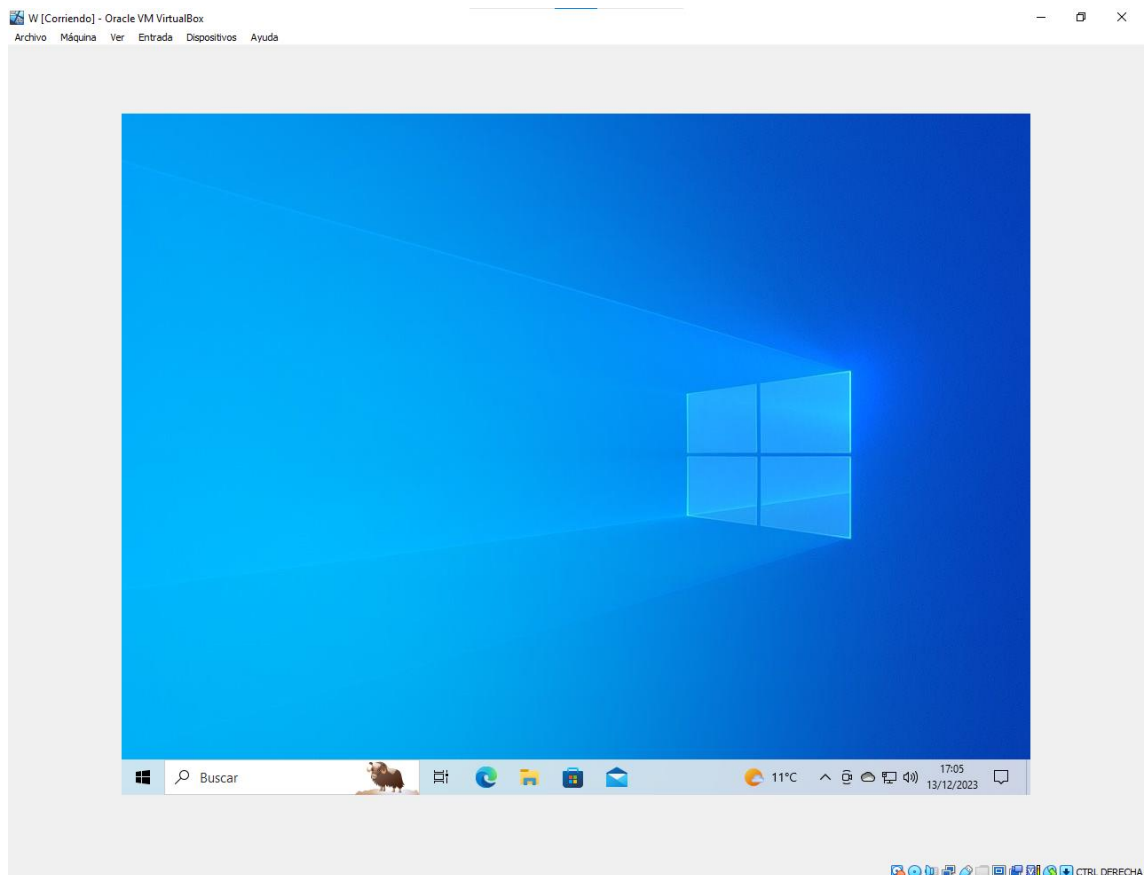 W [Corriendo] - Oracle VM VirtualBox
Archivo Máquina Ver Entrada Dispositivos Ayuda
Buscar
11°C
17:05
13/12/2023
CTRL DERECHA